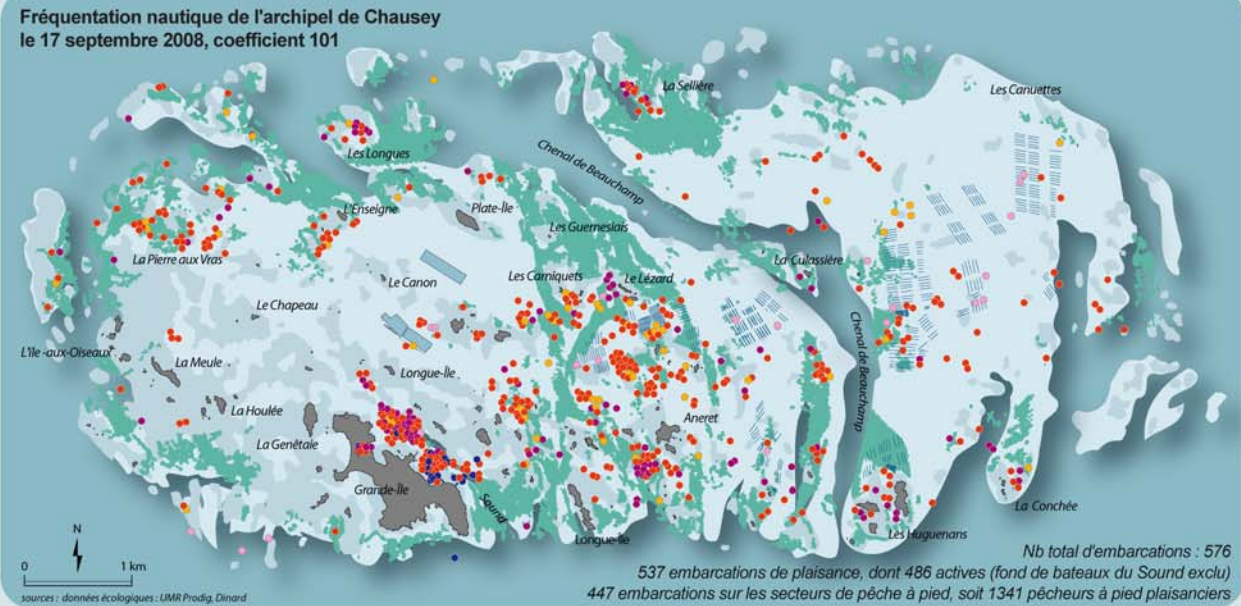 Fréquentation nautique de l'archipel de Chausey
le 17 septembre 2008, coefficient 101
La Sellière
Les Canuettes
Les Longues
Chenal de Beauchamp
L'Enseigne
Plate-Île
Les Guerneslais
La Pierre aux Vras
La Culassière
Le Canon
Les Carniquets
Le Lézard
Le Chapeau
Chenal de Beauchamp
L'Ile -aux-Oiseaux
La Meule
Longue-Île
La Houlée
Aneret
La Genétaie
Grande-Île
Sound
La Conchée
Longue-Ile
Les Huguenans
N
0 1 km
sources : données écologiques : UMR Prodig, Dinard
Nb total d'embarcations : 576
537 embarcations de plaisance, dont 486 actives (fond de bateaux du Sound exclu)
447 embarcations sur les secteurs de pêche à pied, soit 1341 pêcheurs à pied plaisanciers